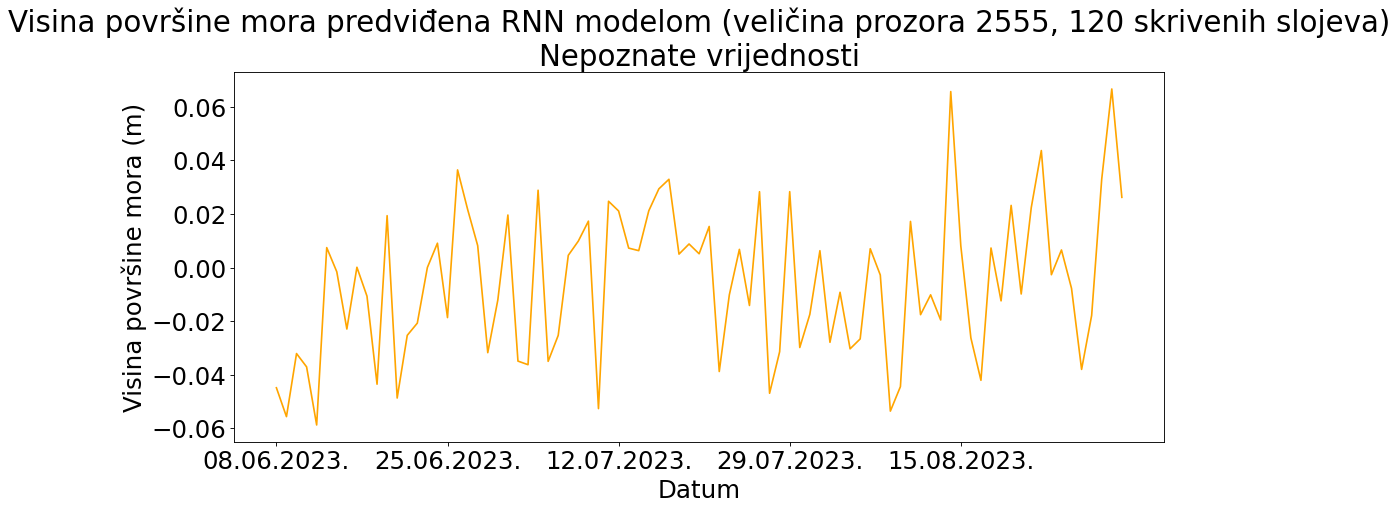 Visina površine mora predviđena RNN modelom (veličina prozora 2555, 120 skrivenih slojeva)
Nepoznate vrijednosti
Visina površine mora (m)
0.06
0.04
0.02
0.00
−0.02
−0.04
−0.06
08.06.2023. 25.06.2023. 12.07.2023. 29.07.2023. 15.08.2023.
Datum